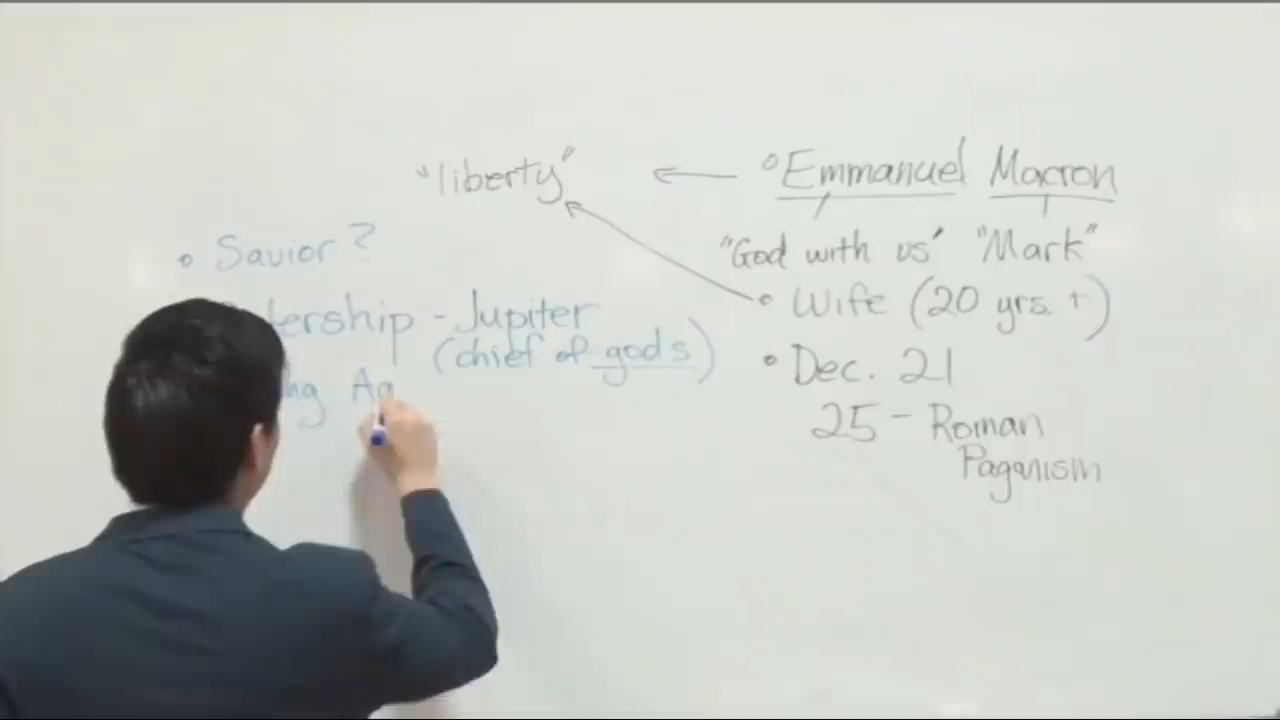 "liberty" ← ° Emmanuel Macron
"God with us" "Mark"
• Savior?
• Wife (20 yrs. +)
- Jupiter
(chief of gods)
• Dec. 21
25 - Roman
Paganism